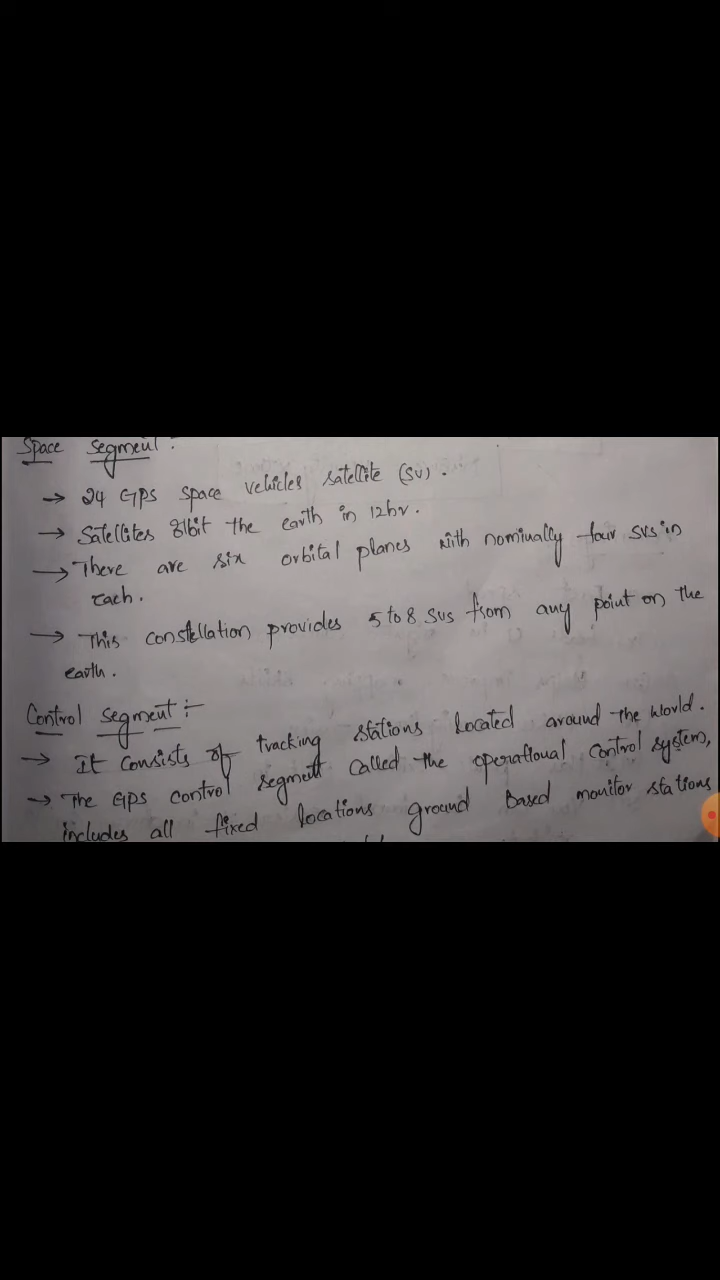 Space Segment :-
→ 24 GPS space vehicles satellite (SV).
→ Satellites orbit the earth in 12hr.
→ There are six orbital planes with nominally four SVs in
each.
→ This constellation provides 5 to 8 SVs from any point on the
earth.
Control segment :-
→ It consists of tracking stations located around the world.
→ The GPS control segment called the operational control system,
includes all fixed locations ground based monitor stations